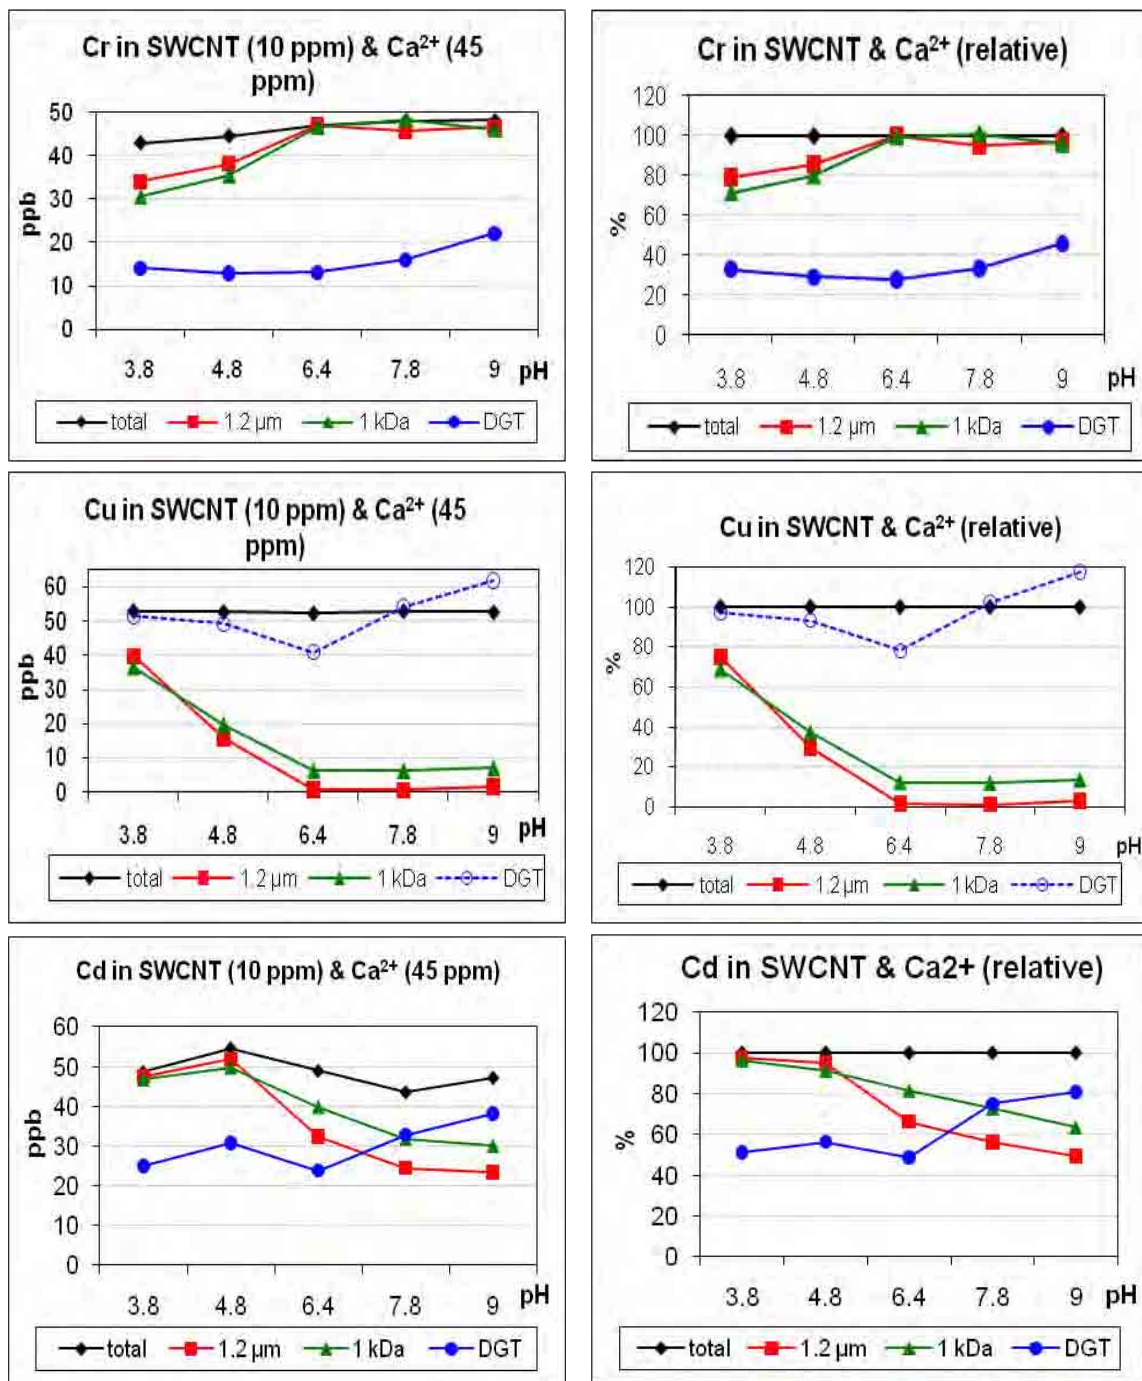 Cr in SWCNT (10 ppm) & Ca²⁺ (45
ppm)
50
40
30
20
10
0
ppb
3.8 4.8 6.4 7.8 9 pH
total 1.2 µm 1 kDa DGT
Cr in SWCNT & Ca²⁺ (relative)
120
100
80
60
40
20
0
%
3.8 4.8 6.4 7.8 9 pH
total 1.2 µm 1 kDa DGT
Cu in SWCNT (10 ppm) & Ca²⁺ (45
ppm)
60
50
40
30
20
10
0
ppb
3.8 4.8 6.4 7.8 9 pH
total 1.2 µm 1 kDa DGT
Cu in SWCNT & Ca²⁺ (relative)
120
100
80
60
40
20
0
%
3.8 4.8 6.4 7.8 9 pH
total 1.2 µm 1 kDa DGT
Cd in SWCNT (10 ppm) & Ca²⁺ (45 ppm)
60
50
40
30
20
10
0
ppb
3.8 4.8 6.4 7.8 9 pH
total 1.2 µm 1 kDa DGT
Cd in SWCNT & Ca2+ (relative)
120
100
80
60
40
20
0
%
3.8 4.8 6.4 7.8 9 pH
total 1.2 µm 1 kDa DGT